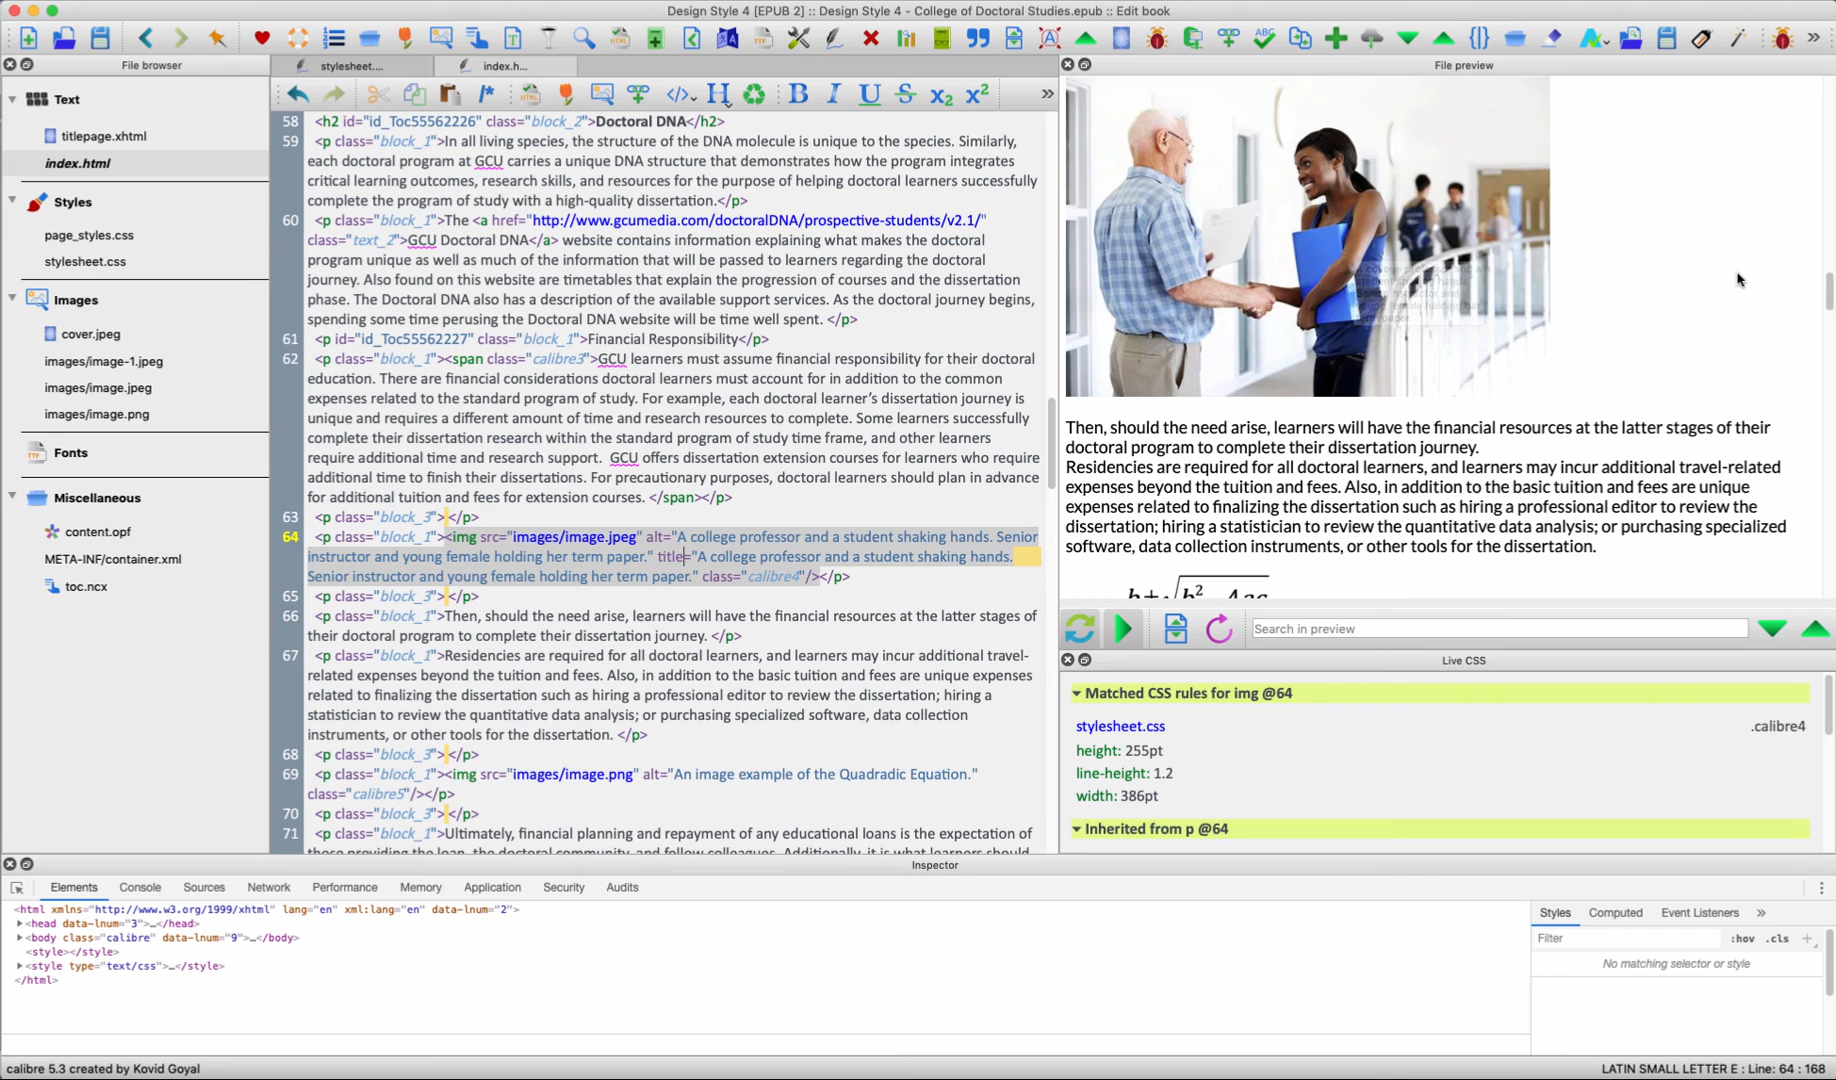 Design Style 4 [EPUB 2] :: Design Style 4 - College of Doctoral Studies.epub :: Edit book
File browser
stylesheet....
index.h...
File preview
Text
titlepage.xhtml
index.html
Styles
page_styles.css
stylesheet.css
Images
cover.jpeg
images/image-1.jpeg
images/image.jpeg
images/image.png
Fonts
Miscellaneous
content.opf
META-INF/container.xml
toc.ncx
58 <h2 id="id_Toc55562226" class="block_2">Doctoral DNA</h2>
59 <p class="block_1">In all living species, the structure of the DNA molecule is unique to the species. Similarly,
each doctoral program at GCU carries a unique DNA structure that demonstrates how the program integrates
critical learning outcomes, research skills, and resources for the purpose of helping doctoral learners successfully
complete the program of study with a high-quality dissertation.</p>
60 <p class="block_1">The <a href="http://www.gcumedia.com/doctoralDNA/prospective-students/v2.1/"
class="text_2">GCU Doctoral DNA</a> website contains information explaining what makes the doctoral
program unique as well as much of the information that will be passed to learners regarding the doctoral
journey. Also found on this website are timetables that explain the progression of courses and the dissertation
phase. The Doctoral DNA also has a description of the available support services. As the doctoral journey begins,
spending some time perusing the Doctoral DNA website will be time well spent. </p>
61 <p id="id_Toc55562227" class="block_1">Financial Responsibility</p>
62 <p class="block_1"><span class="calibre3">GCU learners must assume financial responsibility for their doctoral
education. There are financial considerations doctoral learners must account for in addition to the common
expenses related to the standard program of study. For example, each doctoral learner's dissertation journey is
unique and requires a different amount of time and research resources to complete. Some learners successfully
complete their dissertation research within the standard program of study time frame, and other learners
require additional time and research support.  GCU offers dissertation extension courses for learners who require
additional time to finish their dissertations. For precautionary purposes, doctoral learners should plan in advance
for additional tuition and fees for extension courses. </span></p>
63 <p class="block_3"> </p>
64 <p class="block_1"><img src="images/image.jpeg" alt="A college professor and a student shaking hands. Senior
instructor and young female holding her term paper." title="A college professor and a student shaking hands.
Senior instructor and young female holding her term paper." class="calibre4"/></p>
65 <p class="block_3"> </p>
66 <p class="block_1">Then, should the need arise, learners will have the financial resources at the latter stages of
their doctoral program to complete their dissertation journey. </p>
67 <p class="block_1">Residencies are required for all doctoral learners, and learners may incur additional travel-
related expenses beyond the tuition and fees. Also, in addition to the basic tuition and fees are unique expenses
related to finalizing the dissertation such as hiring a professional editor to review the dissertation; hiring a
statistician to review the quantitative data analysis; or purchasing specialized software, data collection
instruments, or other tools for the dissertation. </p>
68 <p class="block_3"> </p>
69 <p class="block_1"><img src="images/image.png" alt="An image example of the Quadradic Equation."
class="calibre5"/></p>
70 <p class="block_3"> </p>
71 <p class="block_1">Ultimately, financial planning and repayment of any educational loans is the expectation of
those providing the loan, the doctoral community, and fellow colleagues. Additionally, it is what learners should
Then, should the need arise, learners will have the financial resources at the latter stages of their
doctoral program to complete their dissertation journey.
Residencies are required for all doctoral learners, and learners may incur additional travel-related
expenses beyond the tuition and fees. Also, in addition to the basic tuition and fees are unique
expenses related to finalizing the dissertation such as hiring a professional editor to review the
dissertation; hiring a statistician to review the quantitative data analysis; or purchasing specialized
software, data collection instruments, or other tools for the dissertation.
Search in preview
Live CSS
Matched CSS rules for img @64
stylesheet.css .calibre4
height: 255pt
line-height: 1.2
width: 386pt
Inherited from p @64
Inspector
Elements Console Sources Network Performance Memory Application Security Audits
<html xmlns="http://www.w3.org/1999/xhtml" lang="en" xml:lang="en" data-lnum="2">
<head data-lnum="3">…</head>
<body class="calibre" data-lnum="9">…</body>
<style></style>
<style type="text/css">…</style>
</html>
Styles Computed Event Listeners
Filter :hov .cls
No matching selector or style
calibre 5.3 created by Kovid Goyal
LATIN SMALL LETTER E : Line: 64 : 168